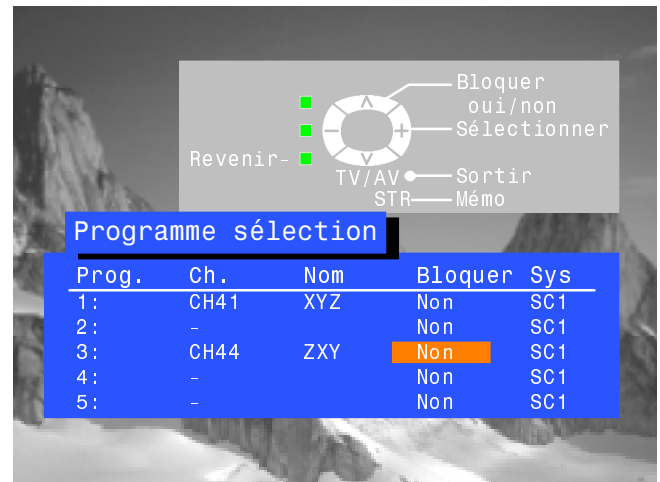 Bloquer
oui/non
Sélectionner
Revenir-
TV/AV Sortir
STR Mémo
Programme sélection
Prog. Ch. Nom Bloquer Sys
1: CH41 XYZ Non SC1
2: - Non SC1
3: CH44 ZXY Non SC1
4: - Non SC1
5: - Non SC1